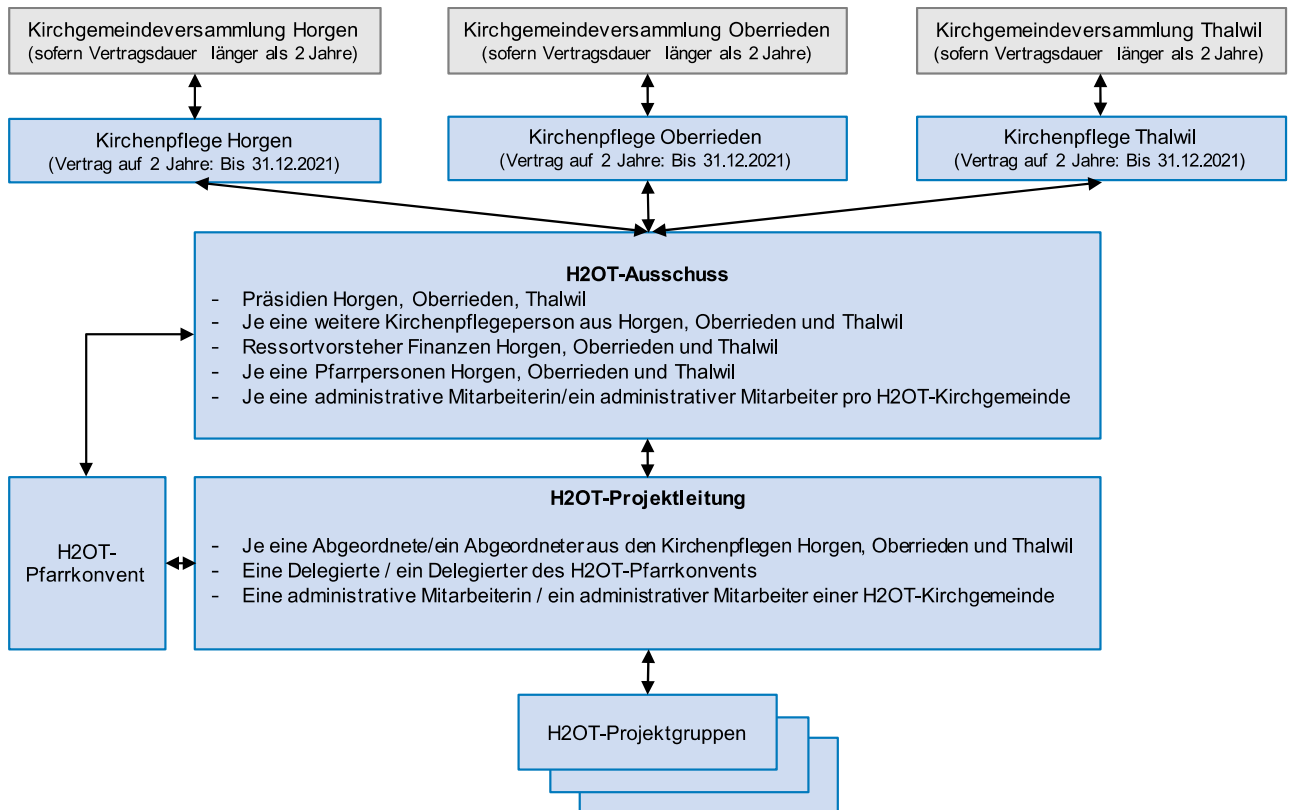 Kirchgemeindeversammlung Horgen
(sofern Vertragsdauer länger als 2 Jahre)
Kirchgemeindeversammlung Oberrieden
(sofern Vertragsdauer länger als 2 Jahre)
Kirchgemeindeversammlung Thalwil
(sofern Vertragsdauer länger als 2 Jahre)
Kirchenpflege Horgen
(Vertrag auf 2 Jahre: Bis 31.12.2021)
Kirchenpflege Oberrieden
(Vertrag auf 2 Jahre: Bis 31.12.2021)
Kirchenpflege Thalwil
(Vertrag auf 2 Jahre: Bis 31.12.2021)
H2OT-Ausschuss
- Präsidien Horgen, Oberrieden, Thalwil
- Je eine weitere Kirchenpflegeperson aus Horgen, Oberrieden und Thalwil
- Ressortvorsteher Finanzen Horgen, Oberrieden und Thalwil
- Je eine Pfarrpersonen Horgen, Oberrieden und Thalwil
- Je eine administrative Mitarbeiterin/ein administrativer Mitarbeiter pro H2OT-Kirchgemeinde
H2OT-
Pfarrkonvent
H2OT-Projektleitung
- Je eine Abgeordnete/ein Abgeordneter aus den Kirchenpflegen Horgen, Oberrieden und Thalwil
- Eine Delegierte / ein Delegierter des H2OT-Pfarrkonvents
- Eine administrative Mitarbeiterin / ein administrativer Mitarbeiter einer H2OT-Kirchgemeinde
H2OT-Projektgruppen